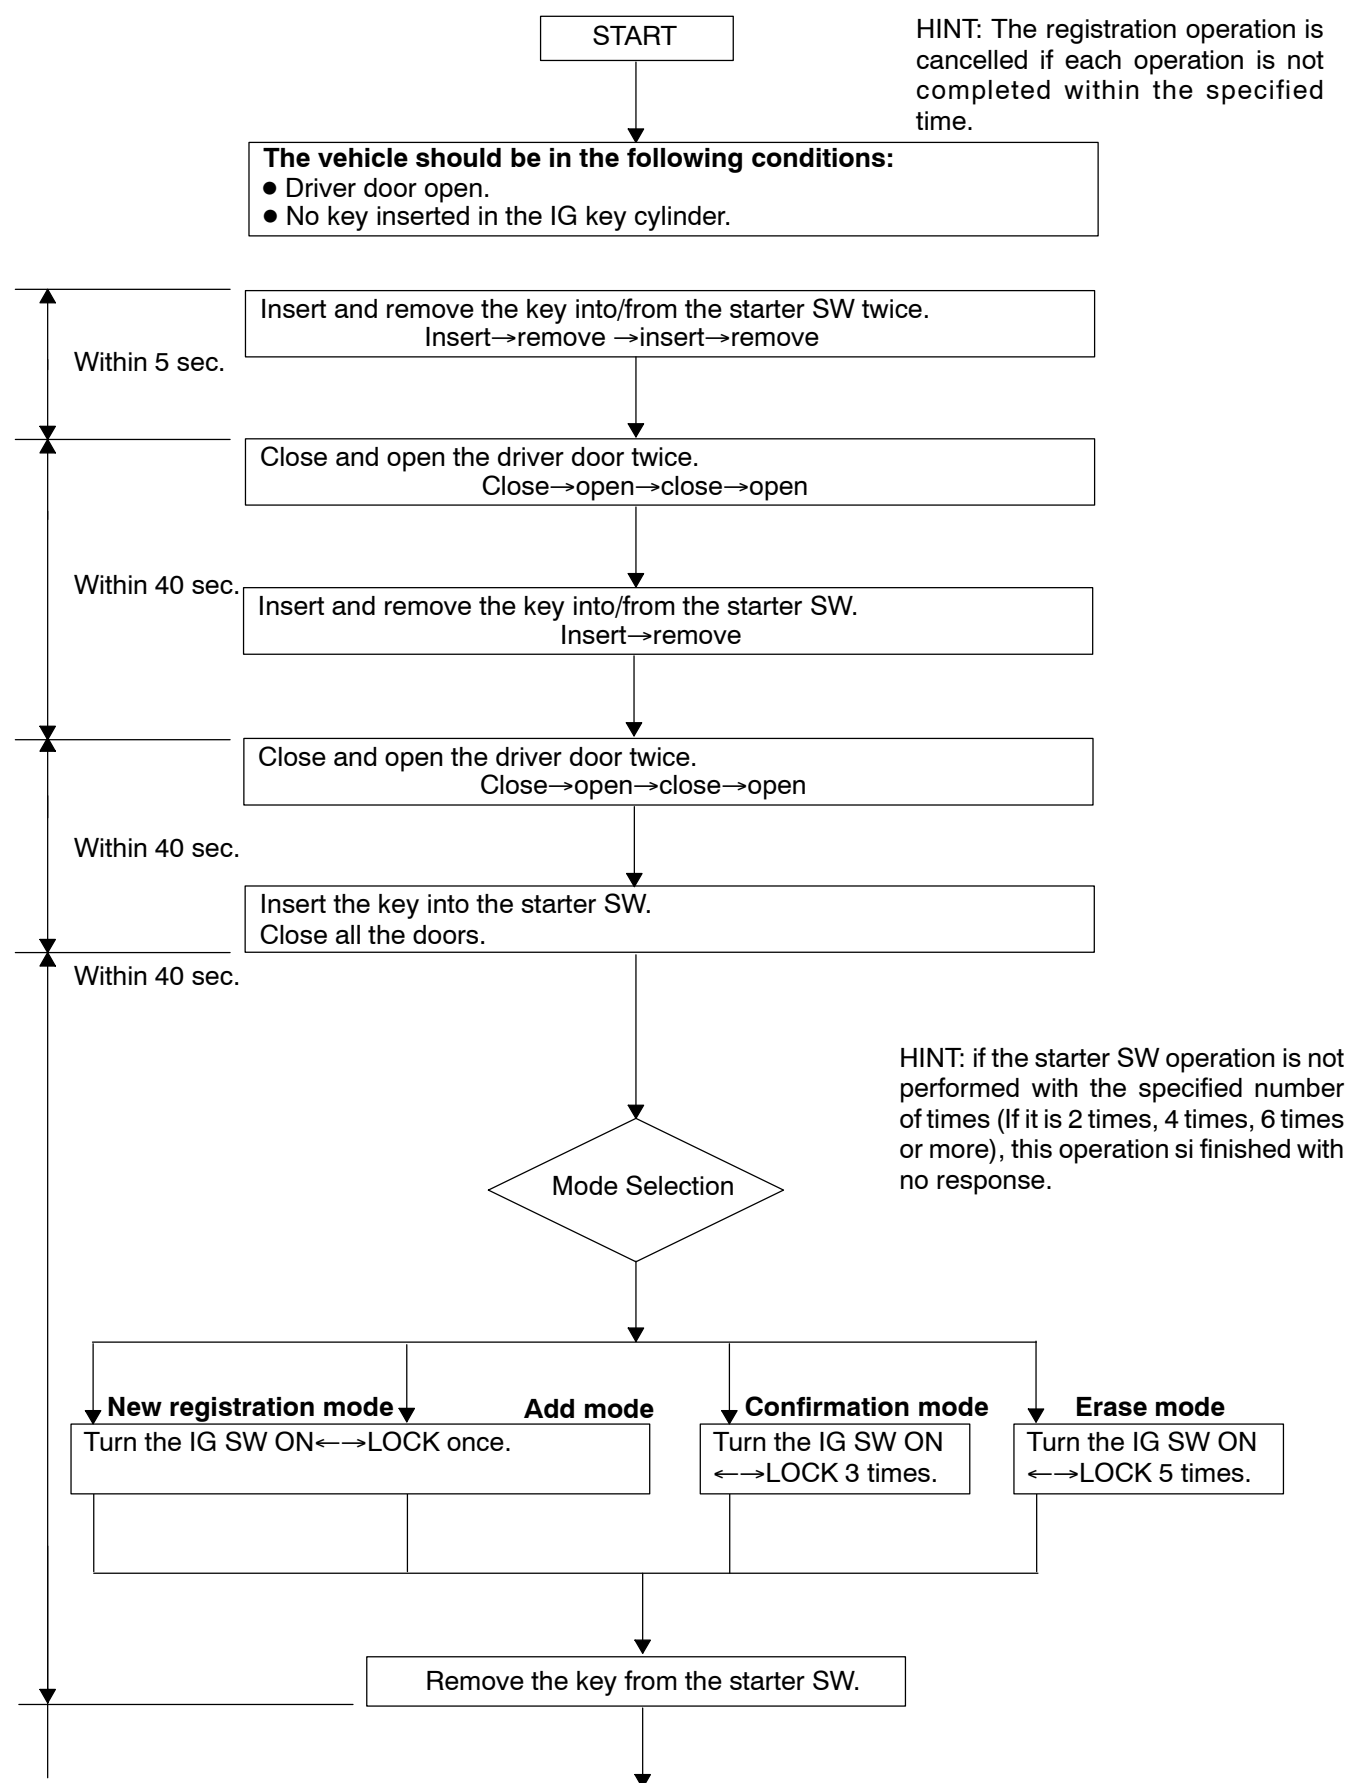 START
HINT: The registration operation is
cancelled if each operation is not
completed within the specified
time.
The vehicle should be in the following conditions:
● Driver door open.
● No key inserted in the IG key cylinder.
Insert and remove the key into/from the starter SW twice.
Insert→remove →insert→remove
Within 5 sec.
Close and open the driver door twice.
Close→open→close→open
Within 40 sec.
Insert and remove the key into/from the starter SW.
Insert→remove
Close and open the driver door twice.
Close→open→close→open
Within 40 sec.
Insert the key into the starter SW.
Close all the doors.
Within 40 sec.
HINT: if the starter SW operation is not
performed with the specified number
of times (If it is 2 times, 4 times, 6 times
or more), this operation si finished with
no response.
Mode Selection
New registration mode
Add mode
Confirmation mode
Erase mode
Turn the IG SW ON←→LOCK once.
Turn the IG SW ON
←→LOCK 3 times.
Turn the IG SW ON
←→LOCK 5 times.
Remove the key from the starter SW.